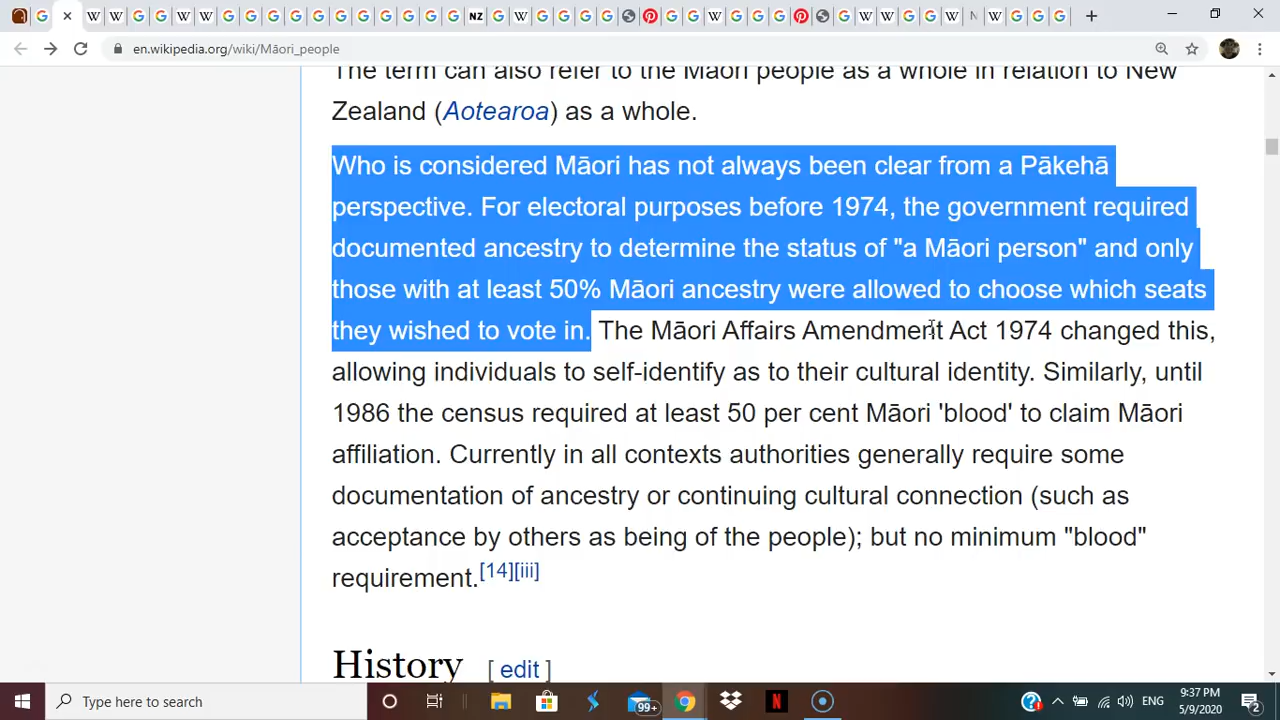 NZ
en.wikipedia.org/wiki/Māori_people
The term can also refer to the Māori people as a whole in relation to New
Zealand (Aotearoa) as a whole.
Who is considered Māori has not always been clear from a Pākehā
perspective. For electoral purposes before 1974, the government required
documented ancestry to determine the status of "a Māori person" and only
those with at least 50% Māori ancestry were allowed to choose which seats
they wished to vote in. The Māori Affairs Amendment Act 1974 changed this,
allowing individuals to self-identify as to their cultural identity. Similarly, until
1986 the census required at least 50 per cent Māori 'blood' to claim Māori
affiliation. Currently in all contexts authorities generally require some
documentation of ancestry or continuing cultural connection (such as
acceptance by others as being of the people); but no minimum "blood"
requirement.[14][iii]
History [ edit ]
Type here to search
99+
N
ENG
9:37 PM
5/9/2020
2